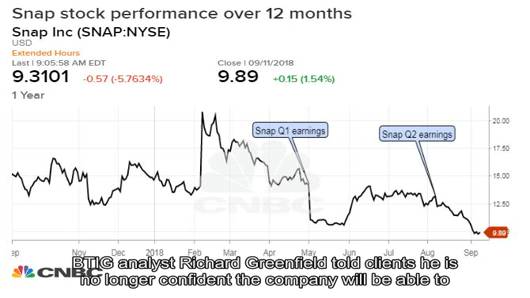 Snap stock performance over 12 months
Snap Inc (SNAP:NYSE)
USD
Extended Hours
Last | 9:05:58 AM EDT
Close | 09/11/2018
9.3101 -0.57 (-5.7634%)
9.89 +0.15 (1.54%)
1 Year
20.00
Snap Q1 earnings
Snap Q2 earnings
15.00
CNBC
12.50
9.89
ep Nov Dec 2018 Feb Mar Apr May Jun Jul Aug Sep
CNBC
BTIG analyst Richard Greenfield told clients he is
no longer confident the company will be able to